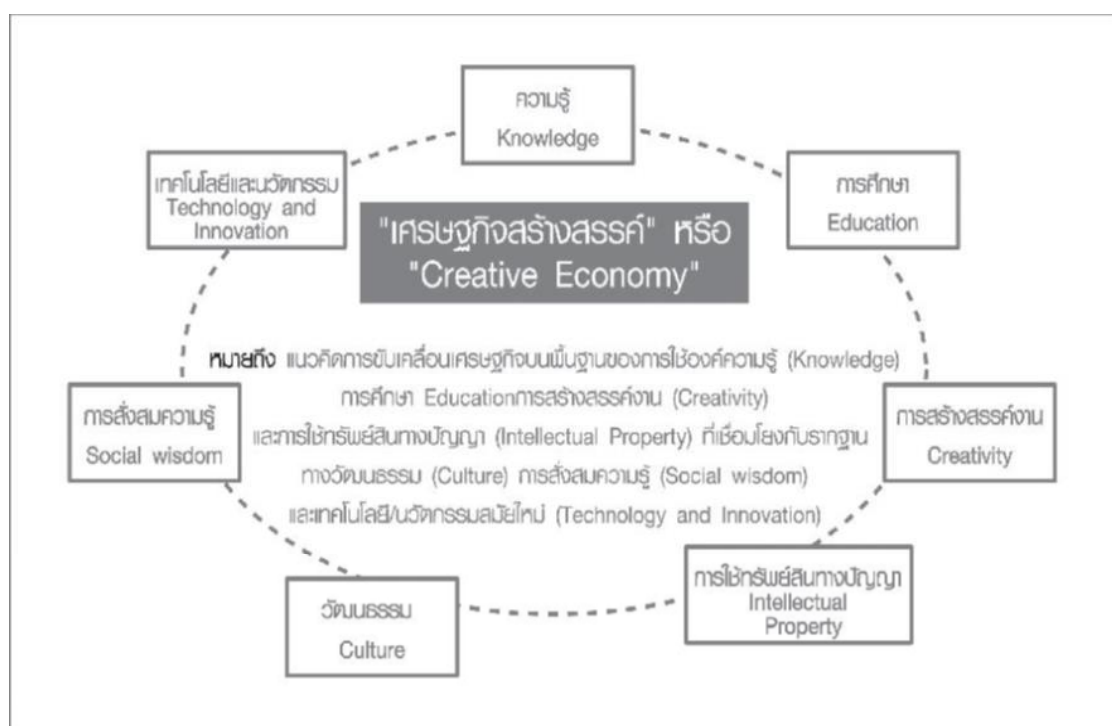 ความรู้
Knowledge
การศึกษา
Education
เทคโนโลยีและนวัตกรรม
Technology and
Innovation
"เศรษฐกิจสร้างสรรค์" หรือ
"Creative Economy"
หมายถึง แนวคิดการขับเคลื่อนเศรษฐกิจบนพื้นฐานของการใช้องค์ความรู้ (Knowledge)
การศึกษา Educationการสร้างสรรค์งาน (Creativity)
และการใช้ทรัพย์สินทางปัญญา (Intellectual Property) ที่เชื่อมโยงกับรากฐาน
ทางวัฒนธรรม (Culture) การสั่งสมความรู้ (Social wisdom)
และเทคโนโลยี/นวัตกรรมสมัยใหม่ (Technology and Innovation)
การสั่งสมความรู้
Social wisdom
การสร้างสรรค์งาน
Creativity
วัฒนธรรม
Culture
การใช้ทรัพย์สินทางปัญญา
Intellectual
Property